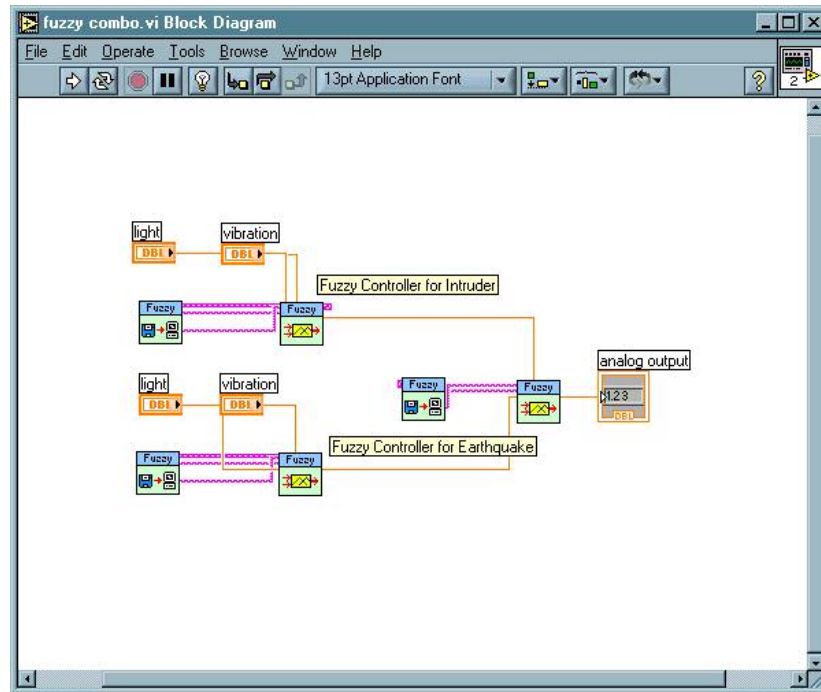 fuzzy combo.vi Block Diagram
File Edit Operate Tools Browse Window Help
13pt Application Font
2
light
vibration
DBL
DBL
Fuzzy Controller for Intruder
Fuzzy
Fuzzy
light
vibration
analog output
Fuzzy
Fuzzy
DBL
DBL
1.23
DBL
Fuzzy Controller for Earthquake
Fuzzy
Fuzzy